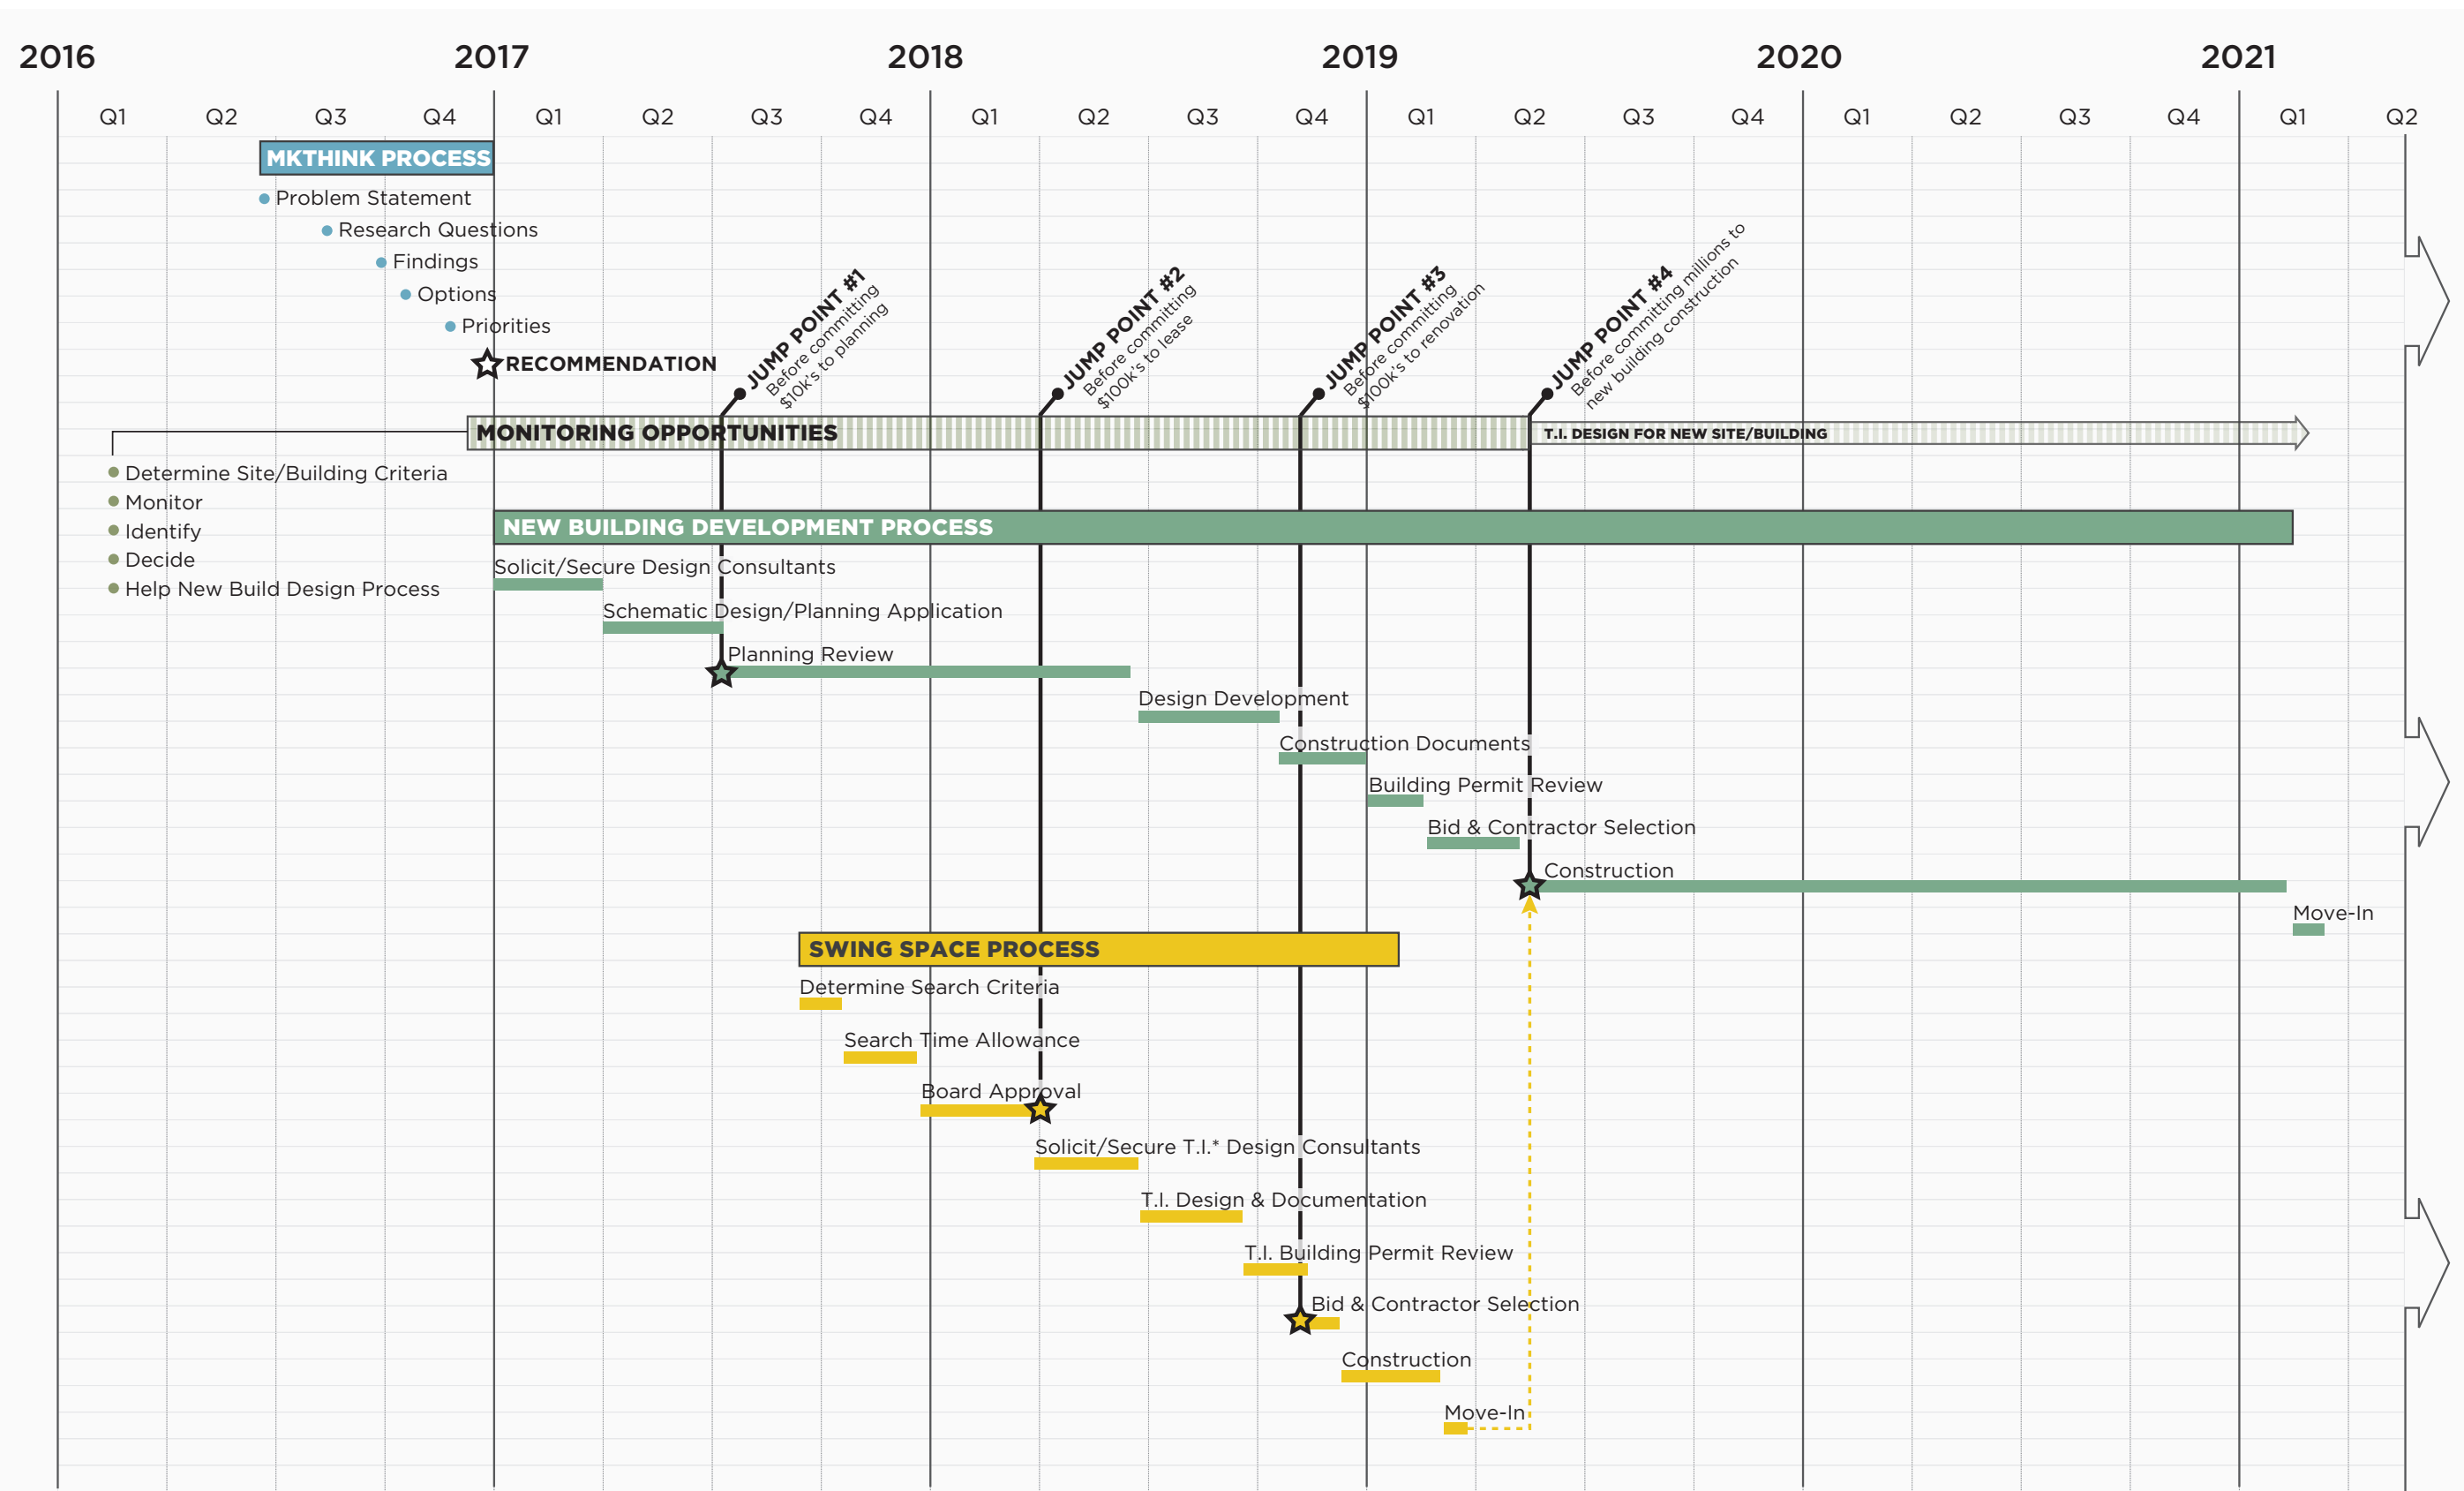 2016
2017
2018
2019
2020
2021
Q1 Q2 Q3 Q4 Q1 Q2 Q3 Q4 Q1 Q2 Q3 Q4 Q1 Q2 Q3 Q4 Q1 Q2 Q3 Q4 Q1 Q2
MKTHINK PROCESS
Problem Statement
Research Questions
Findings
Options
Priorities
RECOMMENDATION
JUMP POINT #1
Before committing
$10k's to planning
JUMP POINT #2
Before committing
$100k's to lease
JUMP POINT #3
Before committing
$100k's to renovation
JUMP POINT #4
Before committing millions to
new building construction
MONITORING OPPORTUNITIES
T.I. DESIGN FOR NEW SITE/BUILDING
Determine Site/Building Criteria
Monitor
Identify
Decide
Help New Build Design Process
NEW BUILDING DEVELOPMENT PROCESS
Solicit/Secure Design Consultants
Schematic Design/Planning Application
Planning Review
Design Development
Construction Documents
Building Permit Review
Bid & Contractor Selection
Construction
Move-In
SWING SPACE PROCESS
Determine Search Criteria
Search Time Allowance
Board Approval
Solicit/Secure T.I.* Design Consultants
T.I. Design & Documentation
T.I. Building Permit Review
Bid & Contractor Selection
Construction
Move-In